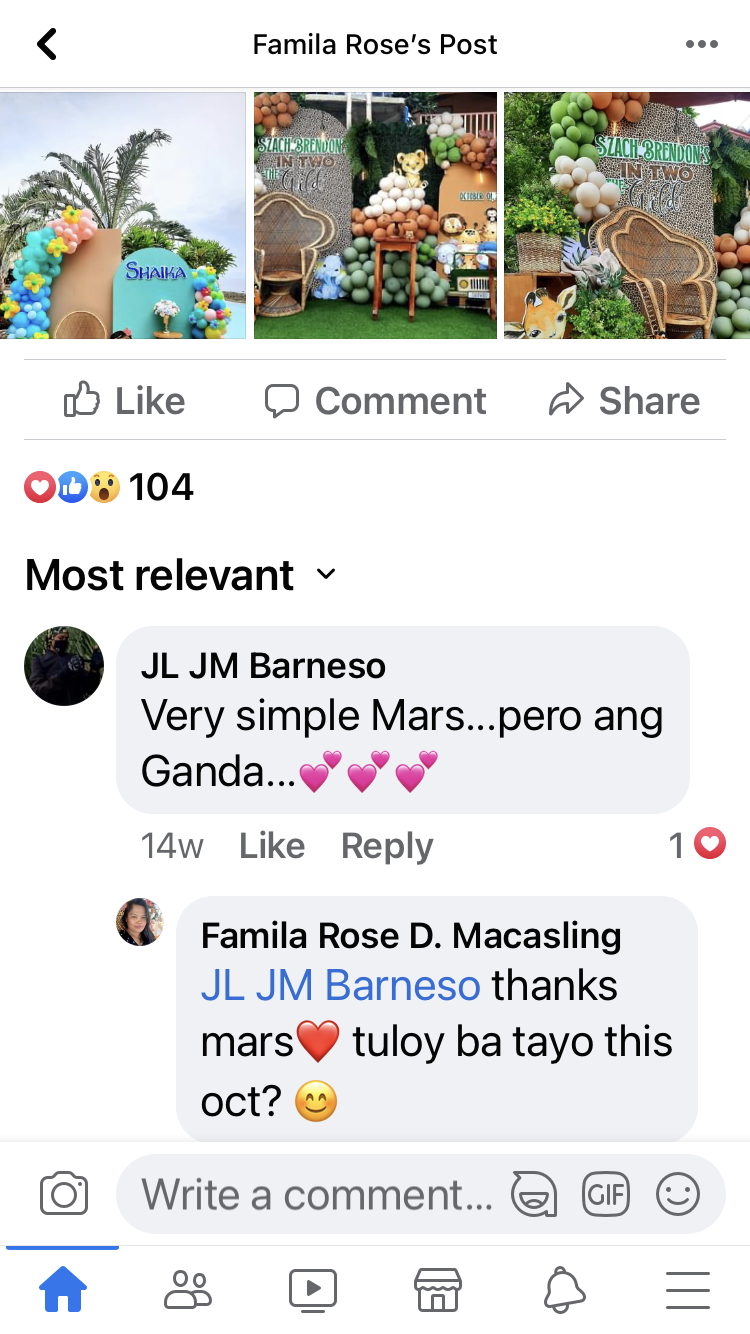 Famila Rose's Post
SHAIKA
SZACH BRENDON
IN TWO
THE Wild
OCTOBER 01,
SZACH BRENDON'S
IN TWO
THE Wild
Like Comment Share
104
Most relevant
JL JM Barneso
Very simple Mars...pero ang
Ganda...💕💕💕
14w Like Reply 1
Famila Rose D. Macasling
JL JM Barneso thanks
mars❤️ tuloy ba tayo this
oct? 😊
Write a comment... GIF